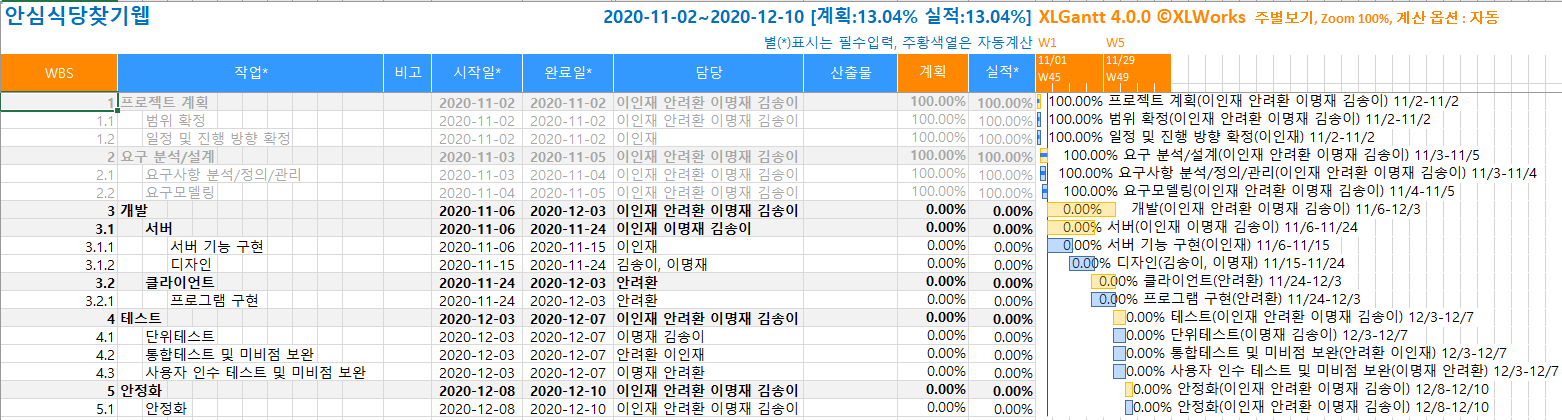 안심식당찾기웹 2020-11-02~2020-12-10 [계획:13.04% 실적:13.04%] XLGantt 4.0.0 ©XLWorks 주별보기, Zoom 100%, 계산 옵션 : 자동
별(*)표시는 필수입력, 주황색열은 자동계산 W1 W5
WBS 작업* 비고 시작일* 완료일* 담당 산출물 계획 실적* 11/01 11/29
W45 W49
1 프로젝트 계획 2020-11-02 2020-11-02 이인재 안려환 이명재 김송이 100.00% 100.00% 100.00% 프로젝트 계획(이인재 안려환 이명재 김송이) 11/2-11/2
1.1 범위 확정 2020-11-02 2020-11-02 이인재 안려환 이명재 김송이 100.00% 100.00% 100.00% 범위 확정(이인재 안려환 이명재 김송이) 11/2-11/2
1.2 일정 및 진행 방향 확정 2020-11-02 2020-11-02 이인재 100.00% 100.00% 100.00% 일정 및 진행 방향 확정(이인재) 11/2-11/2
2 요구 분석/설계 2020-11-03 2020-11-05 이인재 안려환 이명재 김송이 100.00% 100.00% 100.00% 요구 분석/설계(이인재 안려환 이명재 김송이) 11/3-11/5
2.1 요구사항 분석/정의/관리 2020-11-03 2020-11-04 이인재 안려환 이명재 김송이 100.00% 100.00% 100.00% 요구사항 분석/정의/관리(이인재 안려환 이명재 김송이) 11/3-11/4
2.2 요구모델링 2020-11-04 2020-11-05 이인재 안려환 이명재 김송이 100.00% 100.00% 100.00% 요구모델링(이인재 안려환 이명재 김송이) 11/4-11/5
3 개발 2020-11-06 2020-12-03 이인재 안려환 이명재 김송이 0.00% 0.00% 0.00% 개발(이인재 안려환 이명재 김송이) 11/6-12/3
3.1 서버 2020-11-06 2020-11-24 이인재 이명재 김송이 0.00% 0.00% 0.00% 서버(이인재 이명재 김송이) 11/6-11/24
3.1.1 서버 기능 구현 2020-11-06 2020-11-15 이인재 0.00% 0.00% 0.00% 서버 기능 구현(이인재) 11/6-11/15
3.1.2 디자인 2020-11-15 2020-11-24 김송이, 이명재 0.00% 0.00% 0.00% 디자인(김송이, 이명재) 11/15-11/24
3.2 클라이언트 2020-11-24 2020-12-03 안려환 0.00% 0.00% 0.00% 클라이언트(안려환) 11/24-12/3
3.2.1 프로그램 구현 2020-11-24 2020-12-03 안려환 0.00% 0.00% 0.00% 프로그램 구현(안려환) 11/24-12/3
4 테스트 2020-12-03 2020-12-07 이인재 안려환 이명재 김송이 0.00% 0.00% 0.00% 테스트(이인재 안려환 이명재 김송이) 12/3-12/7
4.1 단위테스트 2020-12-03 2020-12-07 이명재 김송이 0.00% 0.00% 0.00% 단위테스트(이명재 김송이) 12/3-12/7
4.2 통합테스트 및 미비점 보완 2020-12-03 2020-12-07 안려환 이인재 0.00% 0.00% 0.00% 통합테스트 및 미비점 보완(안려환 이인재) 12/3-12/7
4.3 사용자 인수 테스트 및 미비점 보완 2020-12-03 2020-12-07 이명재 안려환 0.00% 0.00% 0.00% 사용자 인수 테스트 및 미비점 보완(이명재 안려환) 12/3-12/7
5 안정화 2020-12-08 2020-12-10 이인재 안려환 이명재 김송이 0.00% 0.00% 0.00% 안정화(이인재 안려환 이명재 김송이) 12/8-12/10
5.1 안정화 2020-12-08 2020-12-10 이인재 안려환 이명재 김송이 0.00% 0.00% 0.00% 안정화(이인재 안려환 이명재 김송이) 12/8-12/10